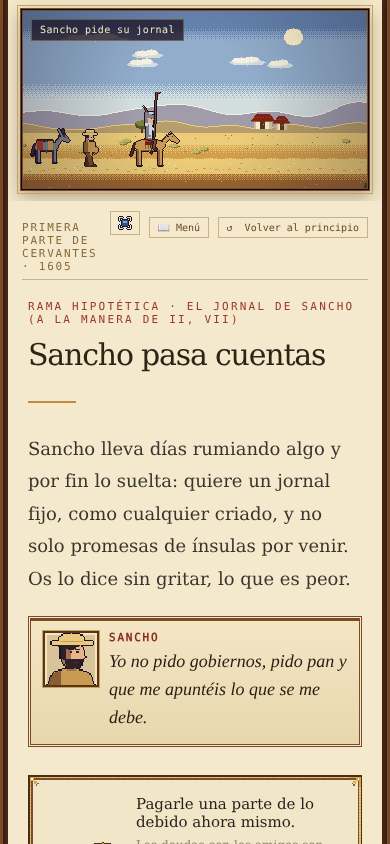 Sancho pide su jornal
PRIMERA
PARTE DE
CERVANTES
· 1605
Menú
↺ Volver al principio
RAMA HIPOTÉTICA · EL JORNAL DE SANCHO
(A LA MANERA DE II, VII)
Sancho pasa cuentas
Sancho lleva días rumiando algo y
por fin lo suelta: quiere un jornal
fijo, como cualquier criado, y no
solo promesas de ínsulas por venir.
Os lo dice sin gritar, lo que es peor.
SANCHO
Yo no pido gobiernos, pido pan y
que me apuntéis lo que se me
debe.
Pagarle una parte de lo
debido ahora mismo.